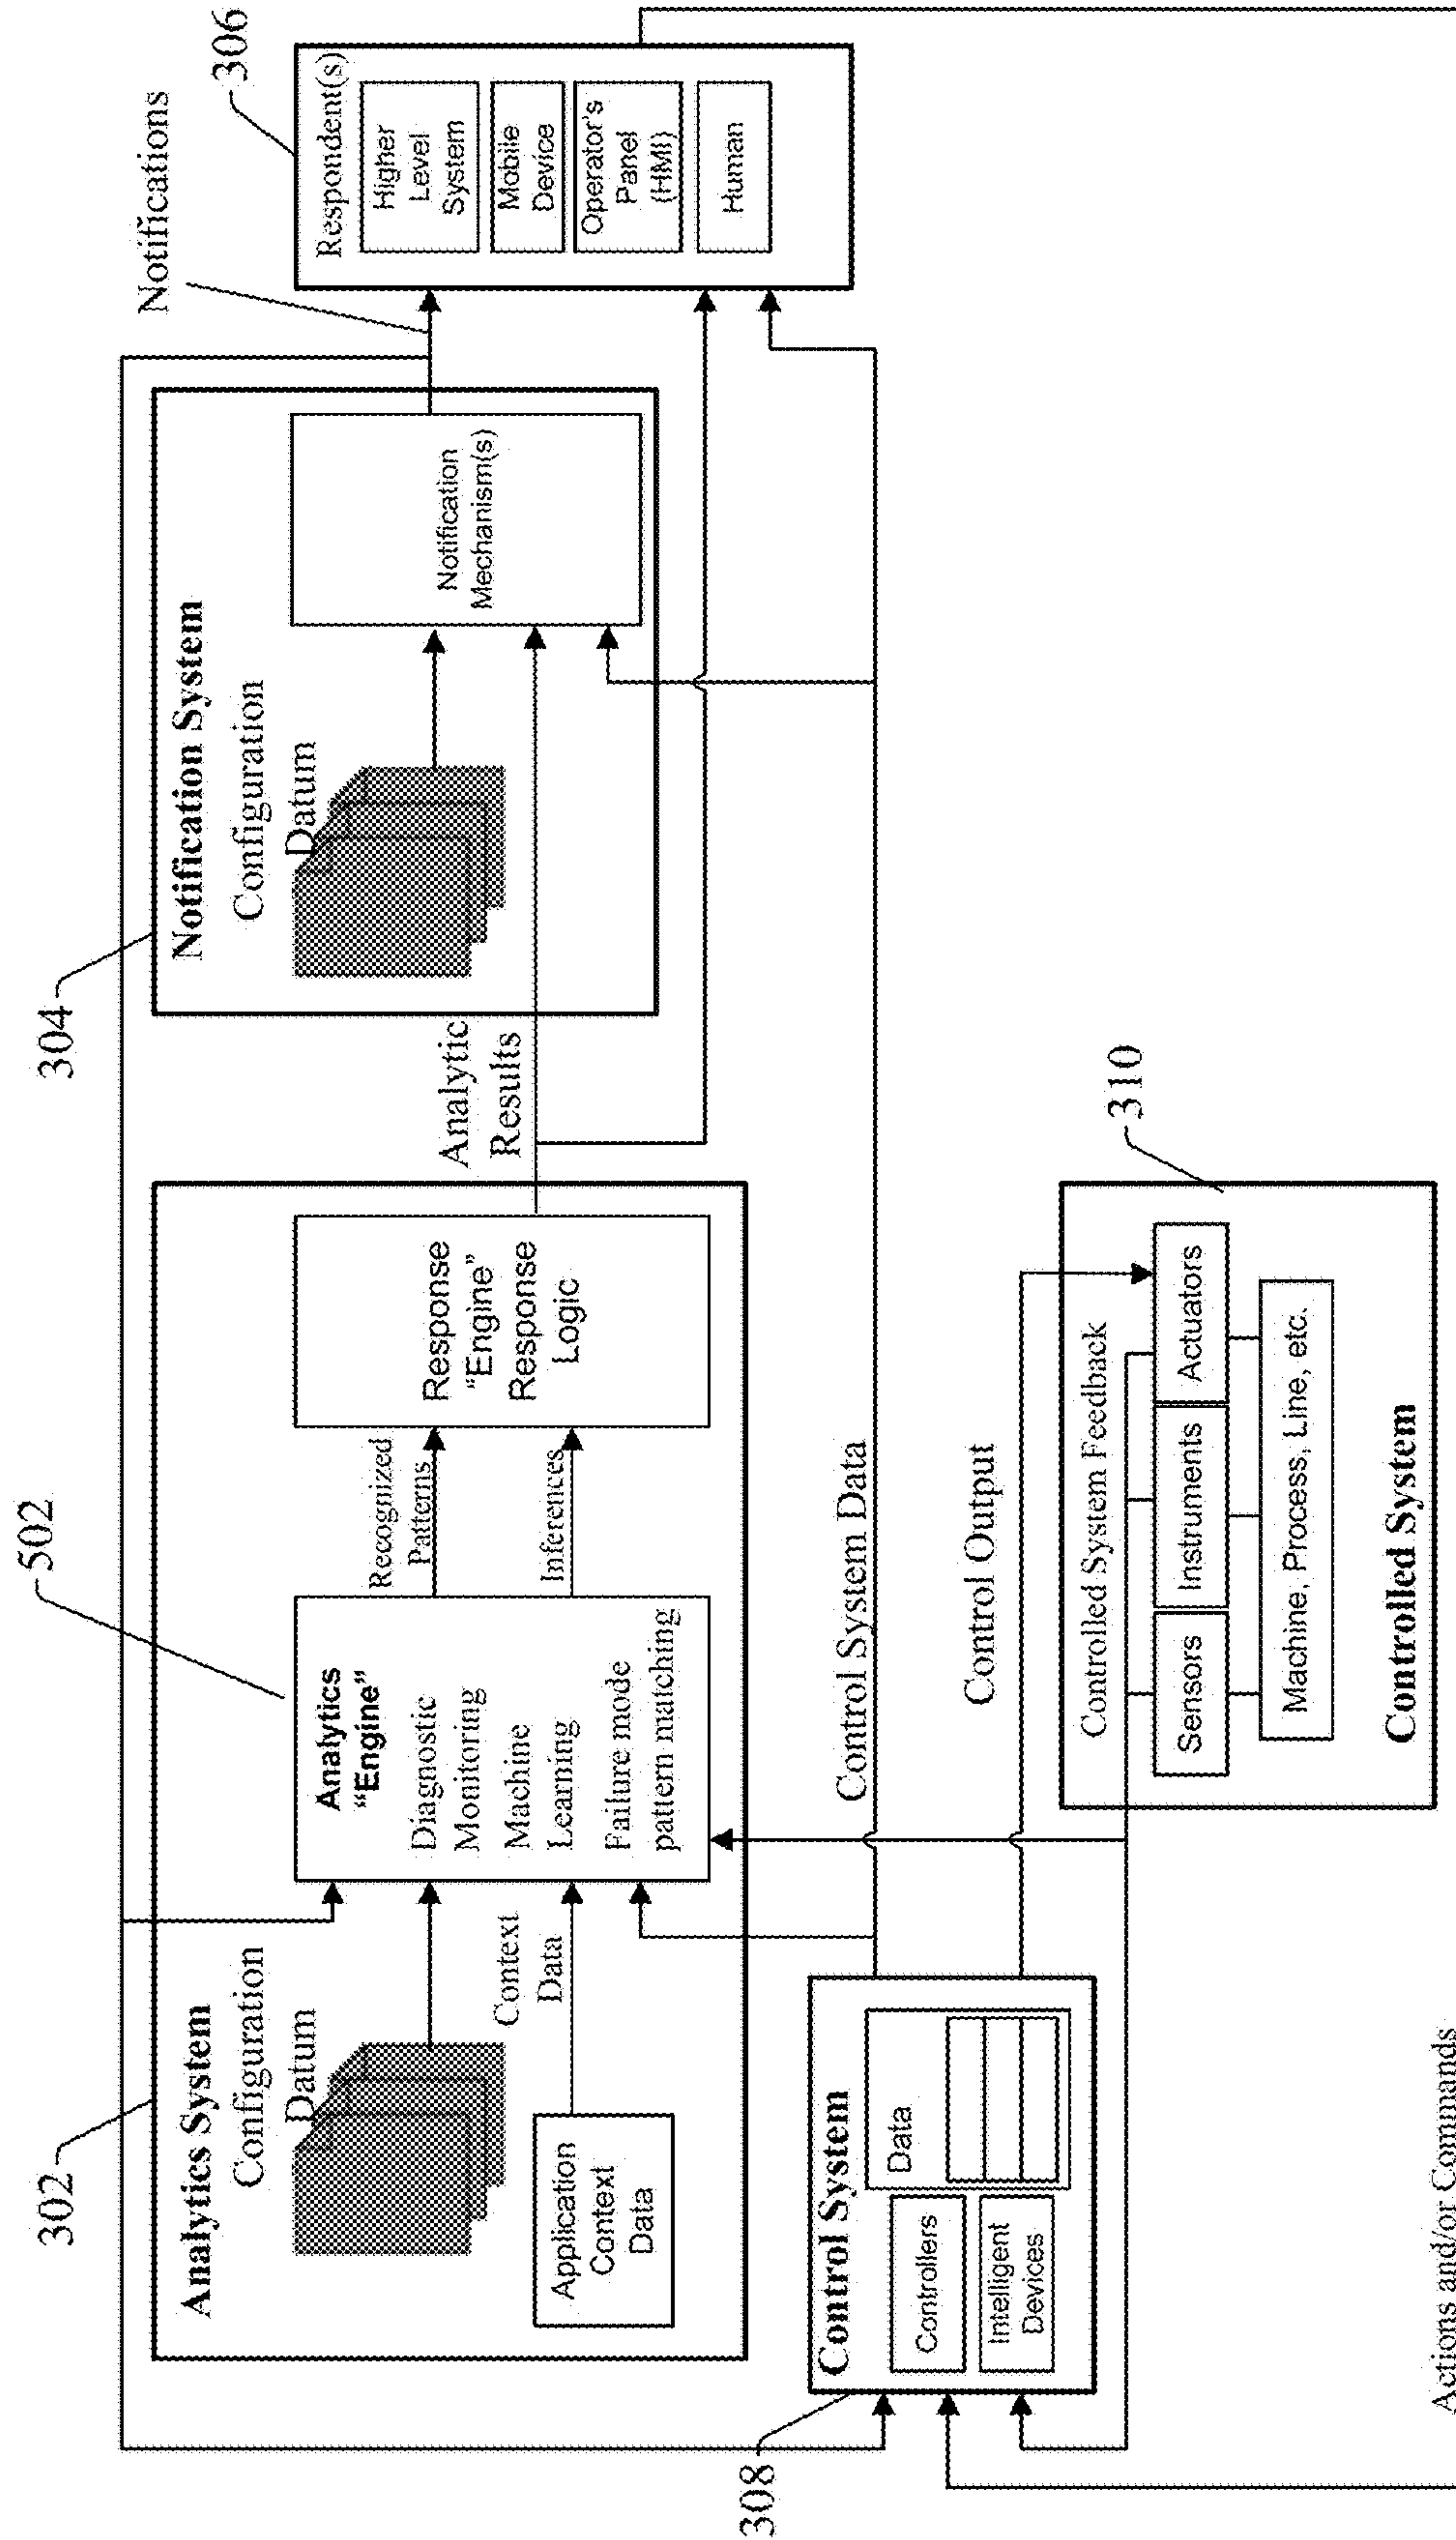 302
Analytics System
Configuration
Datum
Application
Context
Data
Context
Data
502
Analytics
“Engine”
Diagnostic
Monitoring
Machine
Learning
Failure mode
pattern matching
Recognized
Patterns
Inferences
Response
“Engine”
Response
Logic
Analytic
Results
304
Notification System
Configuration
Datum
Notification
Mechanism(s)
Notifications
306
Respondent(s)
Higher
Level
System
Mobile
Device
Operator's
Panel
(HMI)
Human
308
Control System
Controllers
Intelligent
Devices
Data
Control System Data
Control Output
310
Controlled System Feedback
Sensors
Instruments
Actuators
Machine, Process, Line, etc.
Controlled System
Actions and/or Commands